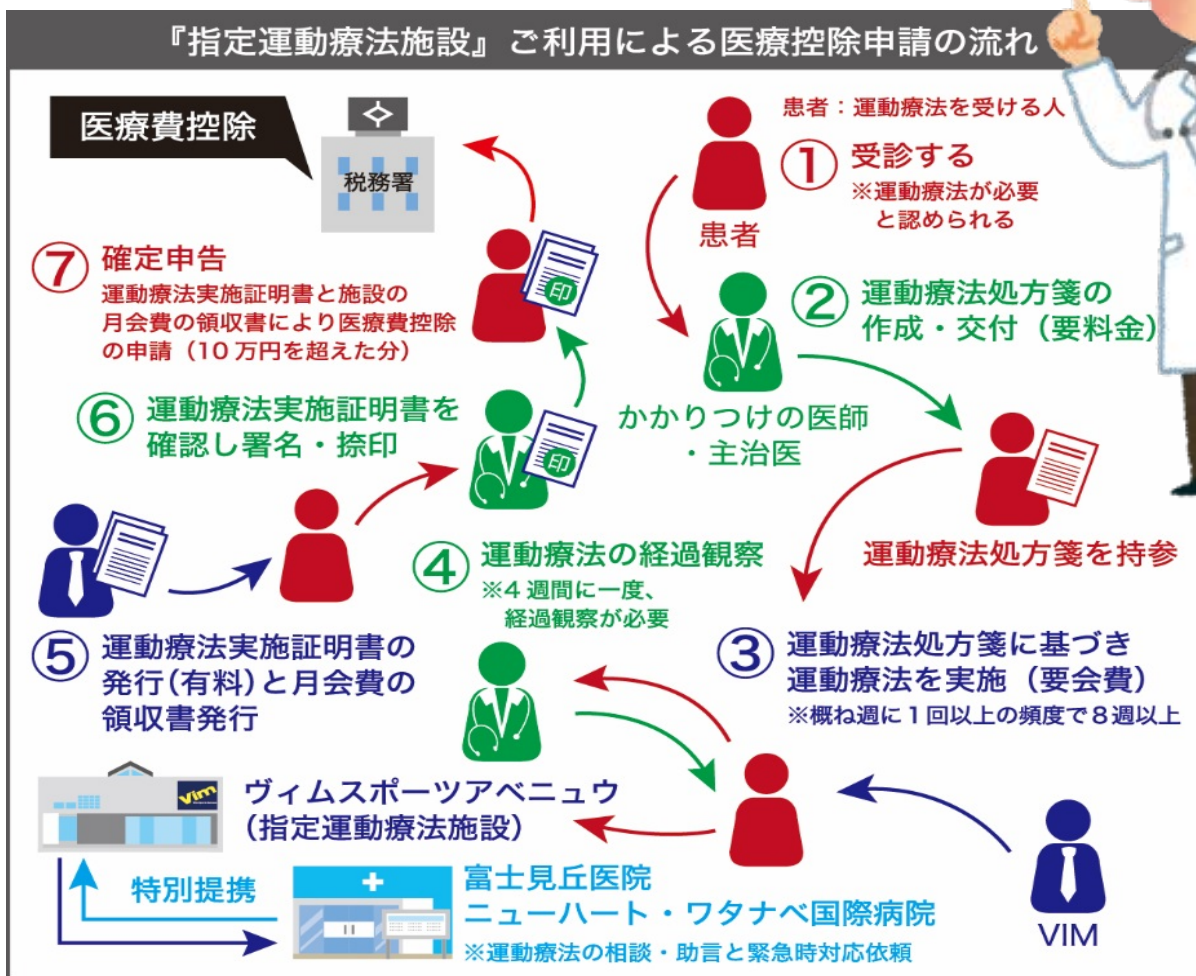 『指定運動療法施設』ご利用による医療控除申請の流れ
医療費控除
税務署
患者：運動療法を受ける人
① 受診する
※運動療法が必要
と認められる
患者
② 運動療法処方箋の
作成・交付（要料金）
かかりつけの医師
・主治医
運動療法処方箋を持参
③ 運動療法処方箋に基づき
運動療法を実施（要会費）
※概ね週に１回以上の頻度で８週以上
VIM
④ 運動療法の経過観察
※４週間に一度、
経過観察が必要
⑤ 運動療法実施証明書の
発行(有料)と月会費の
領収書発行
⑥ 運動療法実施証明書を
確認し署名・捺印
印
⑦ 確定申告
運動療法実施証明書と施設の
月会費の領収書により医療費控除
の申請（10万円を超えた分）
印
Vim
ヴィムスポーツアベニュウ
（指定運動療法施設）
特別提携
富士見丘医院
ニューハート・ワタナベ国際病院
※運動療法の相談・助言と緊急時対応依頼